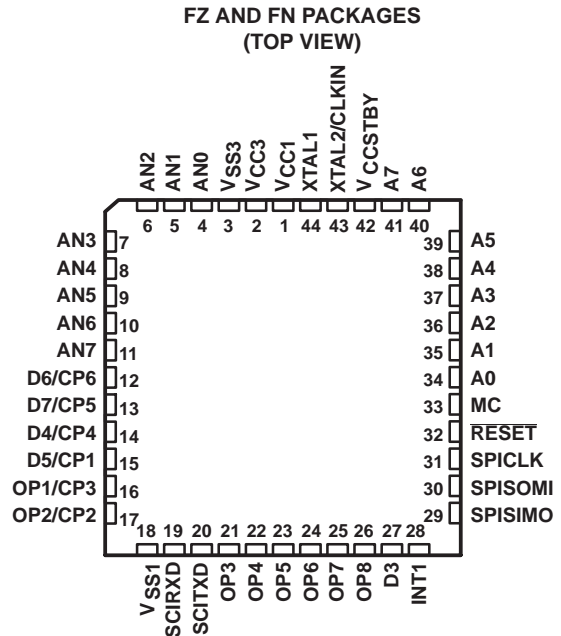 FZ AND FN PACKAGES
(TOP VIEW)
AN2
AN1
AN0
VSS3
VCC3
VCC1
XTAL1
XTAL2/CLKIN
VCCSTBY
A7
A6
6 5 4 3 2 1 44 43 42 41 40
AN3 7
AN4 8
AN5 9
AN6 10
AN7 11
D6/CP6 12
D7/CP5 13
D4/CP4 14
D5/CP1 15
OP1/CP3 16
OP2/CP2 17
39 A5
38 A4
37 A3
36 A2
35 A1
34 A0
33 MC
32 RESET
31 SPICLK
30 SPISOMI
29 SPISIMO
18 19 20 21 22 23 24 25 26 27 28
VSS1
SCIRXD
SCITXD
OP3
OP4
OP5
OP6
OP7
OP8
D3
INT1